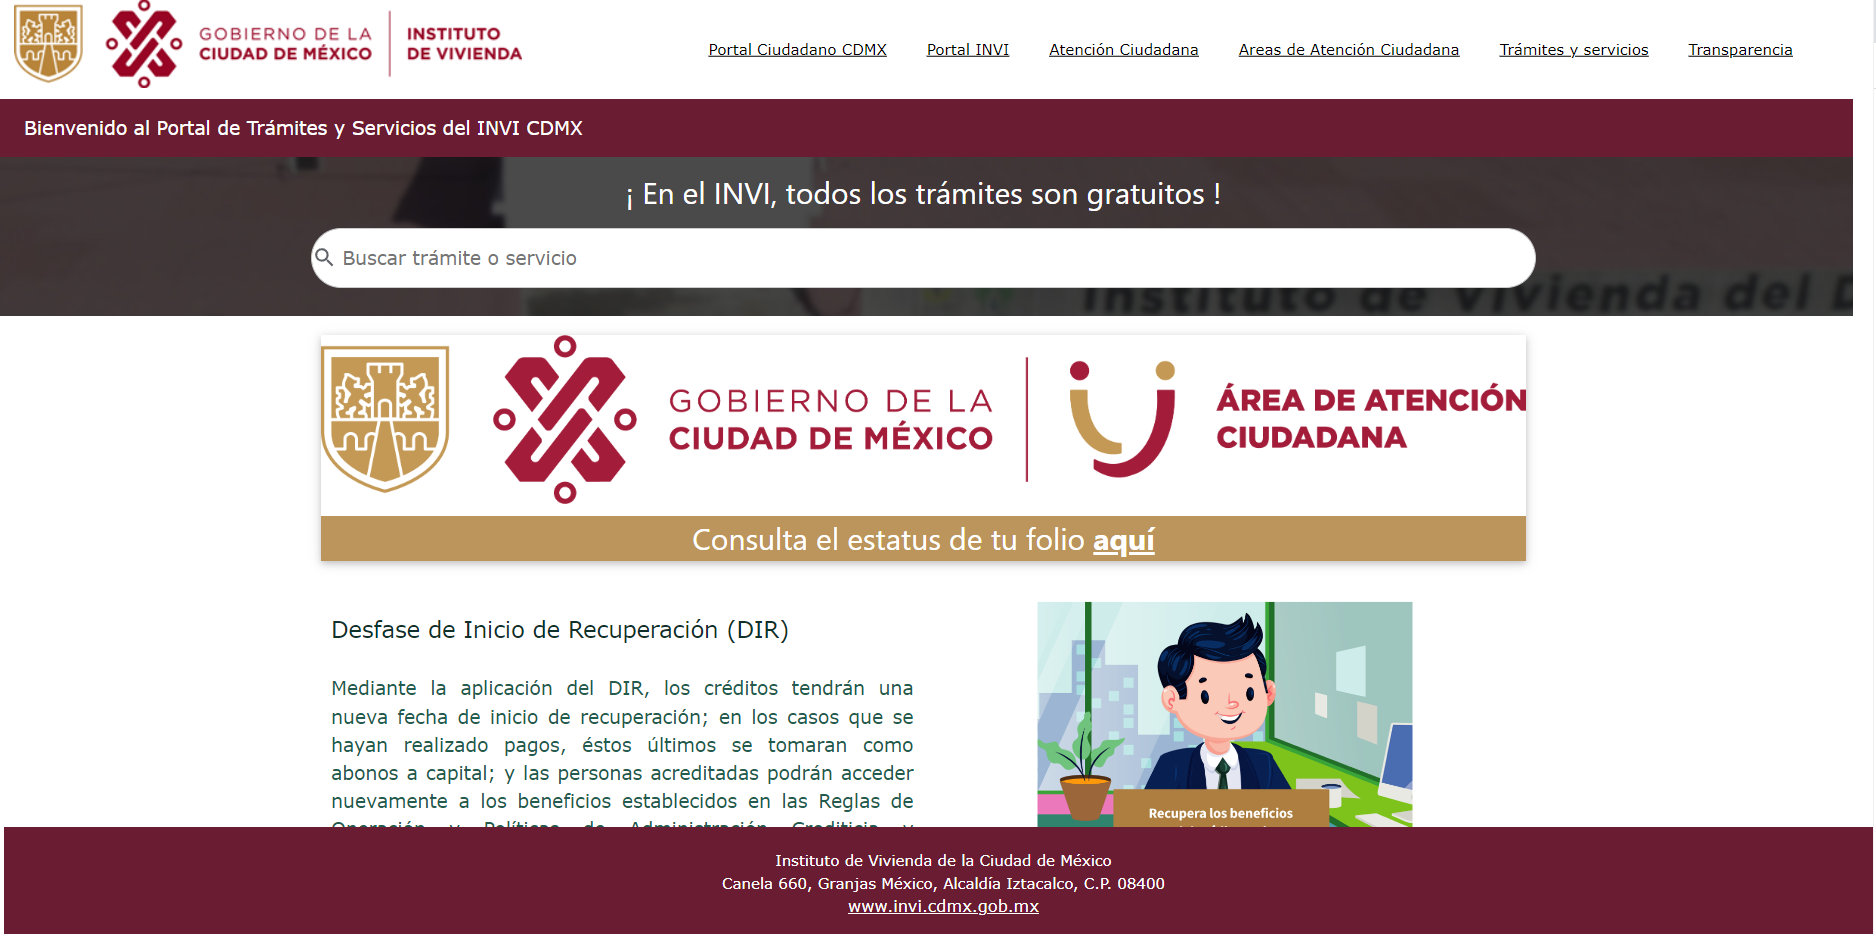 GOBIERNO DE LA
CIUDAD DE MÉXICO
INSTITUTO
DE VIVIENDA
Portal Ciudadano CDMX
Portal INVI
Atención Ciudadana
Areas de Atención Ciudadana
Trámites y servicios
Transparencia
Bienvenido al Portal de Trámites y Servicios del INVI CDMX
¡ En el INVI, todos los trámites son gratuitos !
Buscar trámite o servicio
Instituto de Vivienda del D
GOBIERNO DE LA
CIUDAD DE MÉXICO
ÁREA DE ATENCIÓN
CIUDADANA
Consulta el estatus de tu folio aquí
Desfase de Inicio de Recuperación (DIR)
Mediante la aplicación del DIR, los créditos tendrán una
nueva fecha de inicio de recuperación; en los casos que se
hayan realizado pagos, éstos últimos se tomaran como
abonos a capital; y las personas acreditadas podrán acceder
nuevamente a los beneficios establecidos en las Reglas de
Operación y Políticas de Administración Crediticia y
Recupera los beneficios
Instituto de Vivienda de la Ciudad de México
Canela 660, Granjas México, Alcaldía Iztacalco, C.P. 08400
www.invi.cdmx.gob.mx